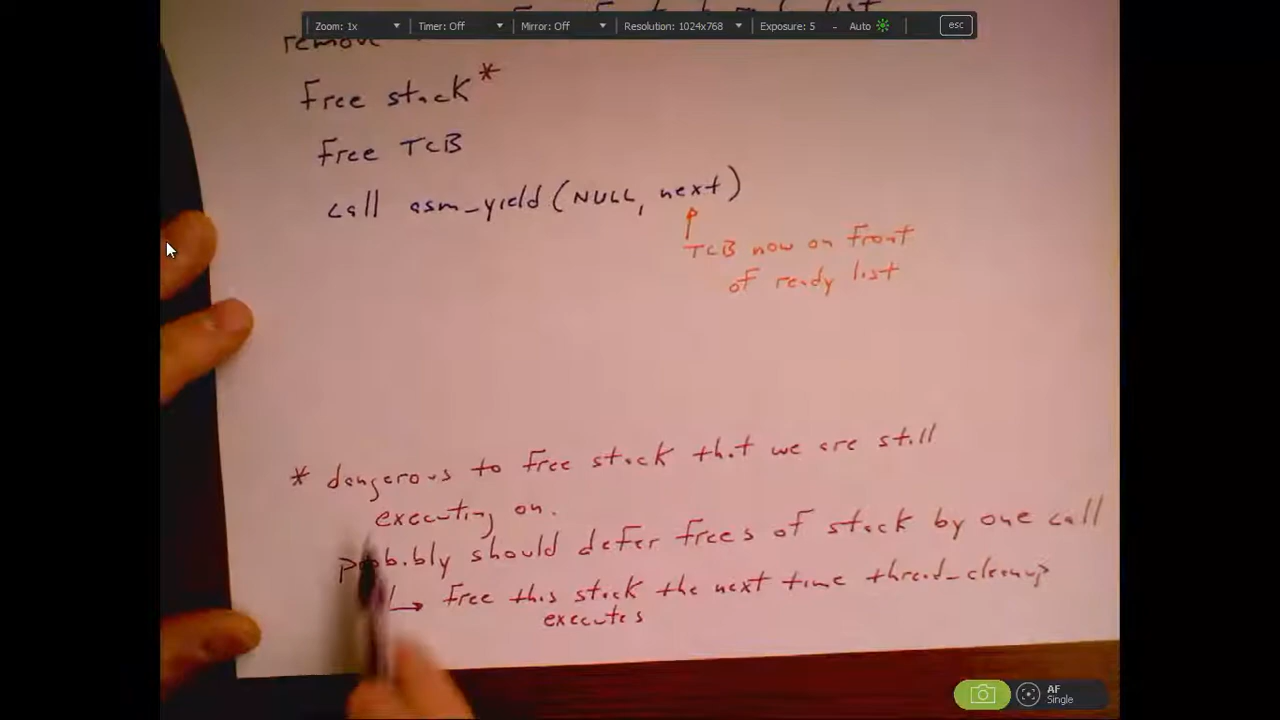 Zoom: 1x Timer: Off Mirror: Off Resolution: 1024x768 Exposure: 5 - Auto esc
remove
Free stack*
Free TCB
call asm_yield(NULL, next)
TCB now on front
of ready list
* dangerous to free stack that we are still
executing on.
probably should defer frees of stack by one call
Free this stack the next time thread_cleanup
executes
AF
Single